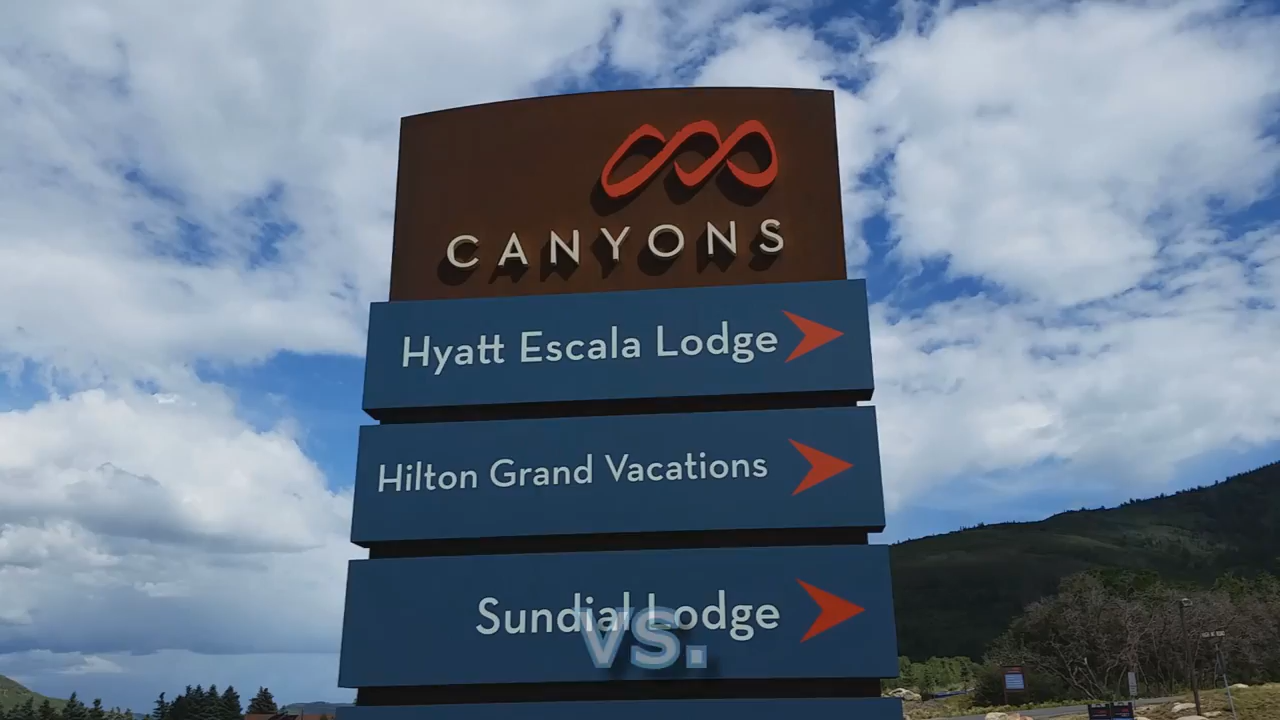 CANYONS
Hyatt Escala Lodge
Hilton Grand Vacations
Sundial Lodge
vs.